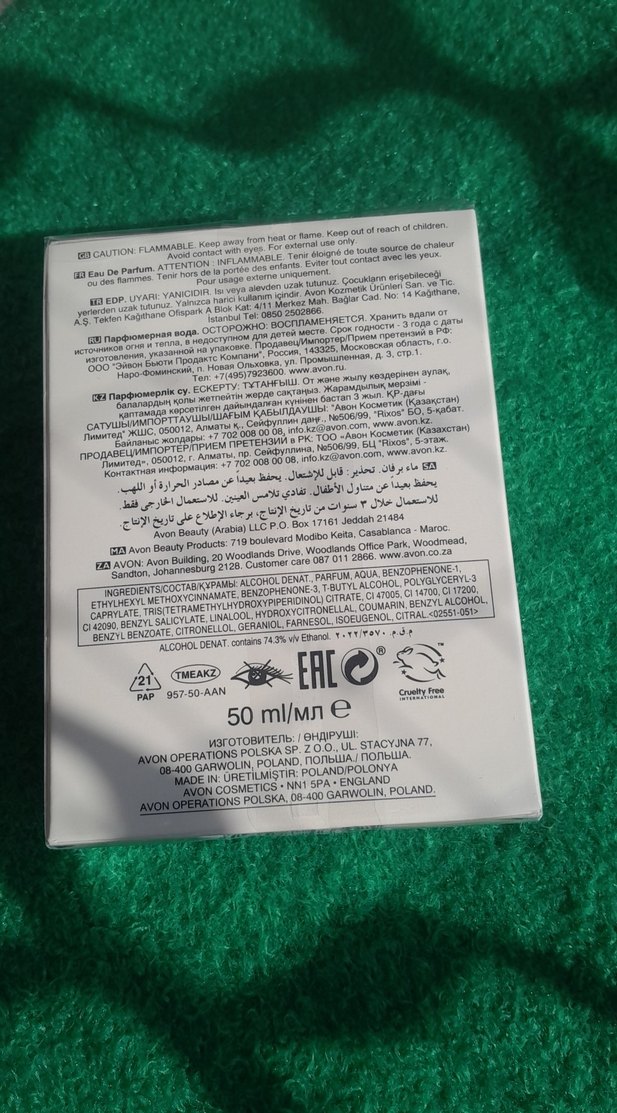 GB CAUTION: FLAMMABLE. Keep away from heat or flame. Keep out of reach of children.
Avoid contact with eyes. For external use only.
FR Eau De Parfum. ATTENTION : INFLAMMABLE. Tenir éloigné de toute source de chaleur
ou des flammes. Tenir hors de la portée des enfants. Eviter tout contact avec les yeux.
Pour usage externe uniquement.
TR EDP. UYARI: YANICIDIR. Isı veya alevden uzak tutunuz. Çocukların erişebileceği
yerlerden uzak tutunuz. Yalnızca harici kullanım içindir. Avon Kozmetik Ürünleri San. ve Tic.
A.Ş. Tekfen Kağıthane Ofispark A Blok Kat: 4/11 Merkez Mah. Bağlar Cad. No: 14 Kağıthane,
Istanbul Tel: 0850 2502866.
RU Парфюмерная вода. ОСТОРОЖНО: ВОСПЛАМЕНЯЕТСЯ. Хранить вдали от
источников огня и тепла, в недоступном для детей месте. Срок годности - 3 года с даты
изготовления, указанной на упаковке. Продавец/Импортер/Прием претензий в РФ:
ООО "Эйвон Бьюти Продактс Компани", Россия, 143325, Московская область, г.о.
Наро-Фоминский, п. Новая Ольховка, ул. Промышленная, д. 3, стр.1.
Тел: +7(495)7923600. www.avon.ru.
KZ Парфюмерлік су. ЕСКЕРТУ: ТҰТАНҒЫШ. От және жылу көздерінен аулақ,
балалардың қолы жетпейтін жерде сақтаңыз. Жарамдылық мерзімі -
қаптамада көрсетілген дайындалған күнінен бастап 3 жыл. ҚР-дағы
САТУШЫ/ИМПОРТТАУШЫ/ШАҒЫМ ҚАБЫЛДАУШЫ: "Авон Косметик (Казахстан)
Лимитед" ЖШС, 050012, Алматы қ., Сейфуллин даңғ., №506/99, "Rixos" БО, 5-қабат.
Байланыс жолдары: +7 702 008 00 08, info.kz@avon.com, www.avon.kz.
ПРОДАВЕЦ/ИМПОРТЕР/ПРИЕМ ПРЕТЕНЗИЙ в РК: ТОО «Авон Косметик (Казахстан)
Лимитед», 050012, г. Алматы, пр. Сейфуллина, №506/99, БЦ "Rixos", 5-этаж.
Контактная информация: +7 702 008 00 08, info.kz@avon.com, www.avon.kz.
SA ماء برفان. تحذير: قابل للإشتعال. يحفظ بعيداً عن مصادر الحرارة أو اللهب.
يحفظ بعيداً عن متناول الأطفال. تفادي تلامس العينين. للاستعمال الخارجى فقط.
للاستعمال خلال ٣ سنوات من تاريخ الإنتاج، برجاء الإطلاع على تاريخ الإنتاج.
Avon Beauty (Arabia) LLC P.O. Box 17161 Jeddah 21484
MA Avon Beauty Products: 719 boulevard Modibo Keita, Casablanca - Maroc.
ZA AVON: Avon Building, 20 Woodlands Drive, Woodlands Office Park, Woodmead,
Sandton, Johannesburg 2128. Customer care 087 011 2866. www.avon.co.za
INGREDIENTS/СОСТАВ/ҚҰРАМЫ: ALCOHOL DENAT., PARFUM, AQUA, BENZOPHENONE-1,
ETHYLHEXYL METHOXYCINNAMATE, BENZOPHENONE-3, T-BUTYL ALCOHOL, POLYGLYCERYL-3
CAPRYLATE, TRIS(TETRAMETHYLHYDROXYPIPERIDINOL) CITRATE, CI 47005, CI 14700, CI 17200,
CI 42090, BENZYL SALICYLATE, LINALOOL, HYDROXYCITRONELLAL, COUMARIN, BENZYL ALCOHOL,
BENZYL BENZOATE, CITRONELLOL, GERANIOL, FARNESOL, ISOEUGENOL, CITRAL.<02551-051>
ALCOHOL DENAT. contains 74.3% v/v Ethanol. م.ف.م. ٢٠٢٢/٣٥٧٠
21
PAP
TMEAKZ
957-50-AAN
EAC
®
TM
Cruelty Free
INTERNATIONAL
50 ml/мл e
ИЗГОТОВИТЕЛЬ: / ӨНДІРУШІ:
AVON OPERATIONS POLSKA SP. Z O.O., UL. STACYJNA 77,
08-400 GARWOLIN, POLAND, ПОЛЬША./ ПОЛЬША.
MADE IN: ÜRETİLMİŞTİR: POLAND/POLONYA
AVON COSMETICS • NN1 5PA • ENGLAND
AVON OPERATIONS POLSKA, 08-400 GARWOLIN, POLAND.